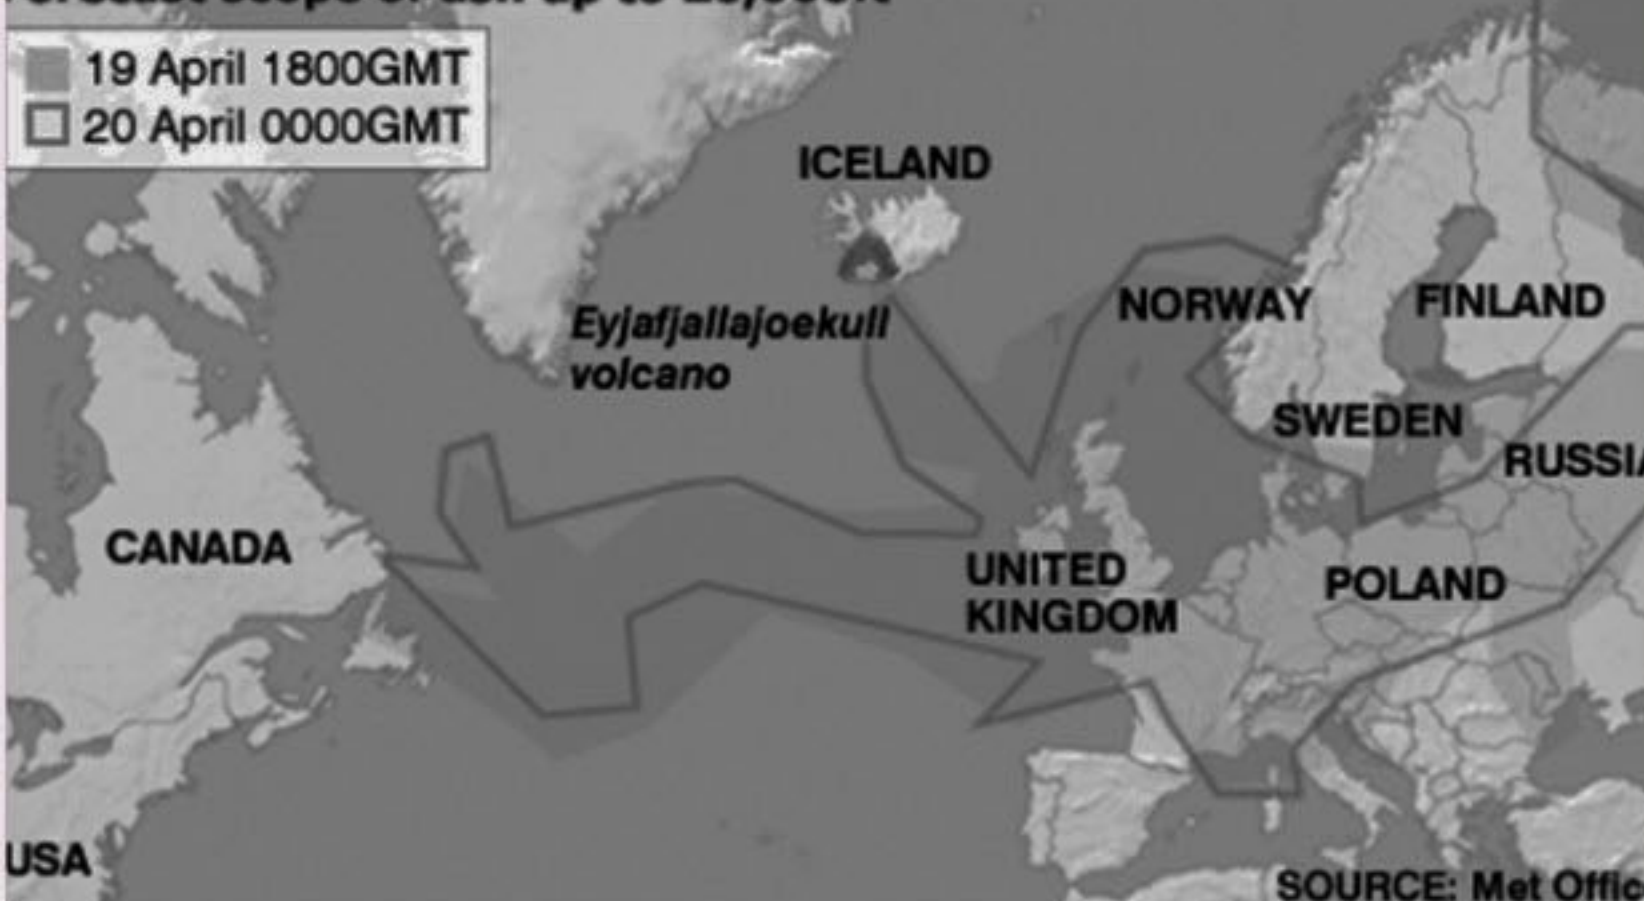 19 April 1800GMT
20 April 0000GMT
ICELAND
Eyjafjallajoekull
volcano
NORWAY
FINLAND
SWEDEN
RUSSIA
CANADA
UNITED
KINGDOM
POLAND
USA
SOURCE: Met Offic